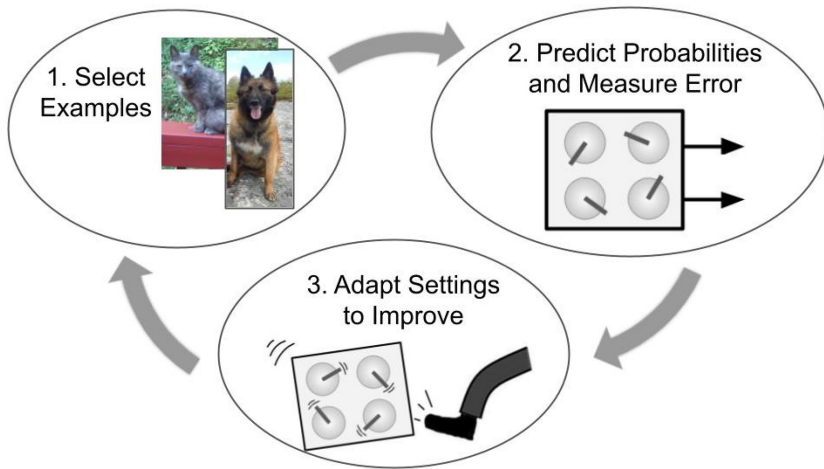 1. Select
Examples
2. Predict Probabilities
and Measure Error
3. Adapt Settings
to Improve